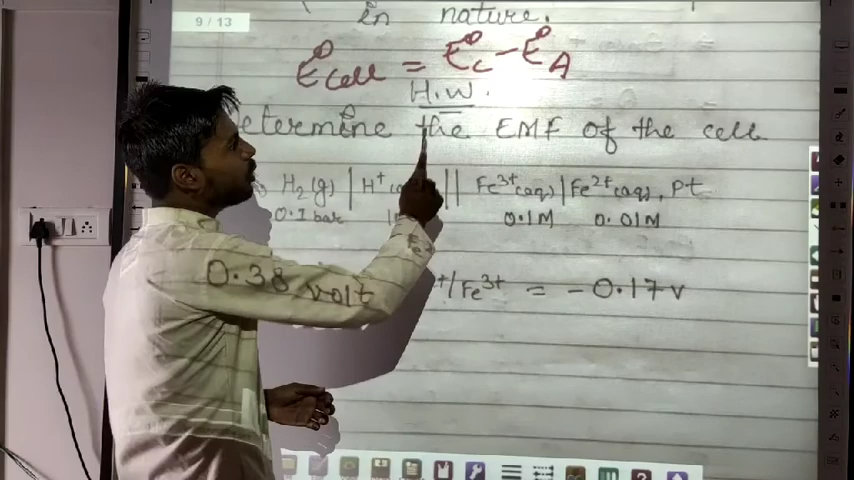 9 / 13
in nature.
E°cell = E°c - E°A
H.W.
etermine the EMF of the cell
H2(g) | H+ || Fe3+(aq) | Fe2+(aq), Pt
0.1 bar 0.1M 0.01M
0.38 volt /Fe3+ = - 0.17 v